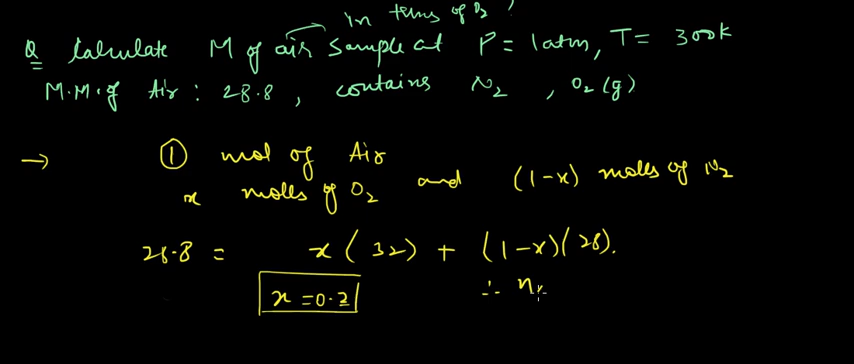 in terms of O2 ?
Q Calculate M of air sample at P = 1atm, T = 300k
M.M.of Air : 28.8 , contains N2 , O2(g)
→ ① mol of Air
x moles of O2 and (1-x) moles of N2
28.8 = x(32) + (1-x)(28).
x = 0.2 ∴ n